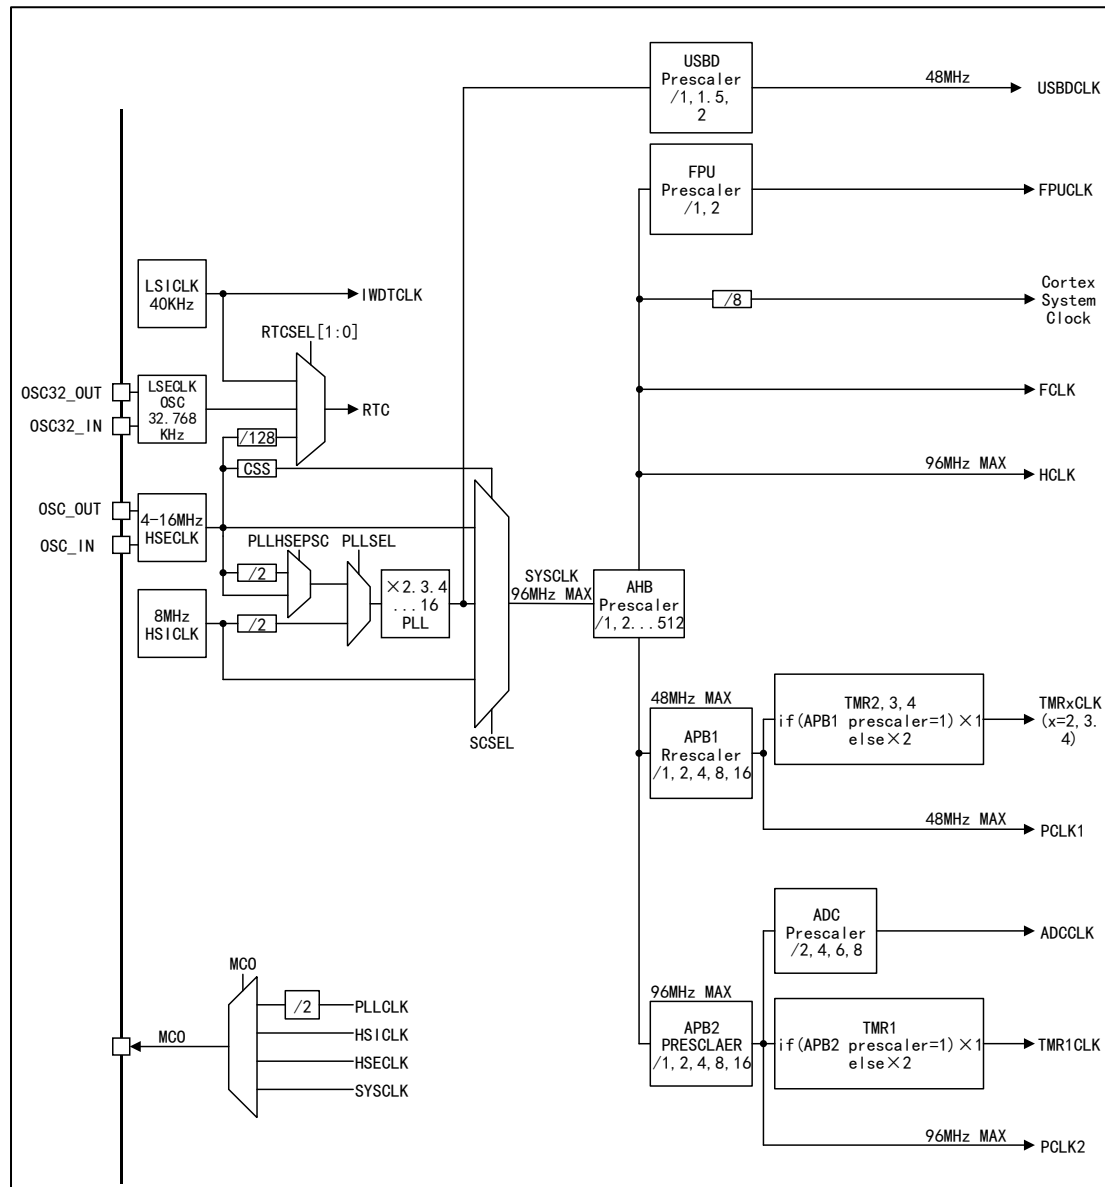 USBD
Prescaler
/1, 1.5,
2
48MHz
USBDCLK
FPU
Prescaler
/1, 2
FPUCLK
LSICLK
40KHz
IWDTCLK
/8
Cortex
System
Clock
RTCSEL[1:0]
OSC32_OUT
OSC32_IN
LSECLK
OSC
32.768
KHz
RTC
FCLK
/128
CSS
96MHz MAX
HCLK
OSC_OUT
OSC_IN
4-16MHz
HSECLK
PLLHSEPSC
PLLSEL
/2
×2.3.4
...16
PLL
SYSCLK
96MHz MAX
AHB
Prescaler
/1, 2...512
8MHz
HSICLK
/2
SCSEL
48MHz MAX
APB1
Rrescaler
/1, 2, 4, 8, 16
TMR2, 3, 4
if(APB1 prescaler=1)×1
else×2
TMRxCLK
(x=2, 3.
4)
48MHz MAX
PCLK1
ADC
Prescaler
/2, 4, 6, 8
ADCCLK
MCO
/2
PLLCLK
HSICLK
HSECLK
SYSCLK
MCO
96MHz MAX
APB2
PRESCLAER
/1, 2, 4, 8, 16
TMR1
if(APB2 prescaler=1)×1
else×2
TMR1CLK
96MHz MAX
PCLK2